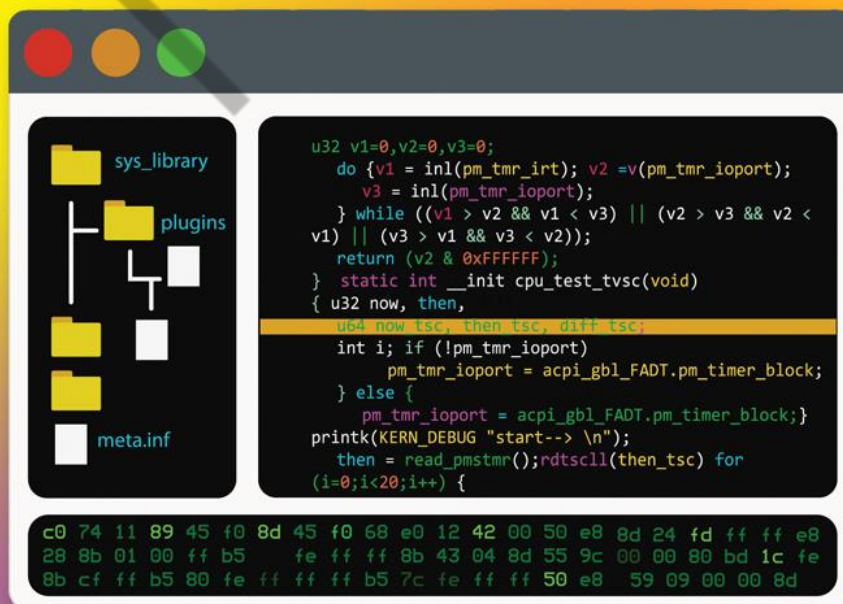 sys_library
plugins
meta.inf
u32 v1=0,v2=0,v3=0;
do {v1 = inl(pm_tmr_irt); v2 =v(pm_tmr_ioport);
v3 = inl(pm_tmr_ioport);
} while ((v1 > v2 && v1 < v3) || (v2 > v3 && v2 <
v1) || (v3 > v1 && v3 < v2));
return (v2 & 0xFFFFFF);
} static int __init cpu_test_tvsc(void)
{ u32 now, then,
u64 now_tsc, then_tsc, diff_tsc;
int i; if (!pm_tmr_ioport)
pm_tmr_ioport = acpi_gbl_FADT.pm_timer_block;
} else {
pm_tmr_ioport = acpi_gbl_FADT.pm_timer_block;}
printk(KERN_DEBUG "start--> \n");
then = read_pmstmr();rdtscll(then_tsc) for
(i=0;i<20;i++) {
c0 74 11 89 45 f0 8d 45 f0 68 e0 12 42 00 50 e8 8d 24 fd ff ff e8
28 8b 01 00 ff b5 fe ff ff 8b 43 04 8d 55 9c 00 00 80 bd 1c fe
8b cf ff b5 80 fe ff ff ff ff b5 7c fe ff ff 50 e8 59 09 00 00 8d